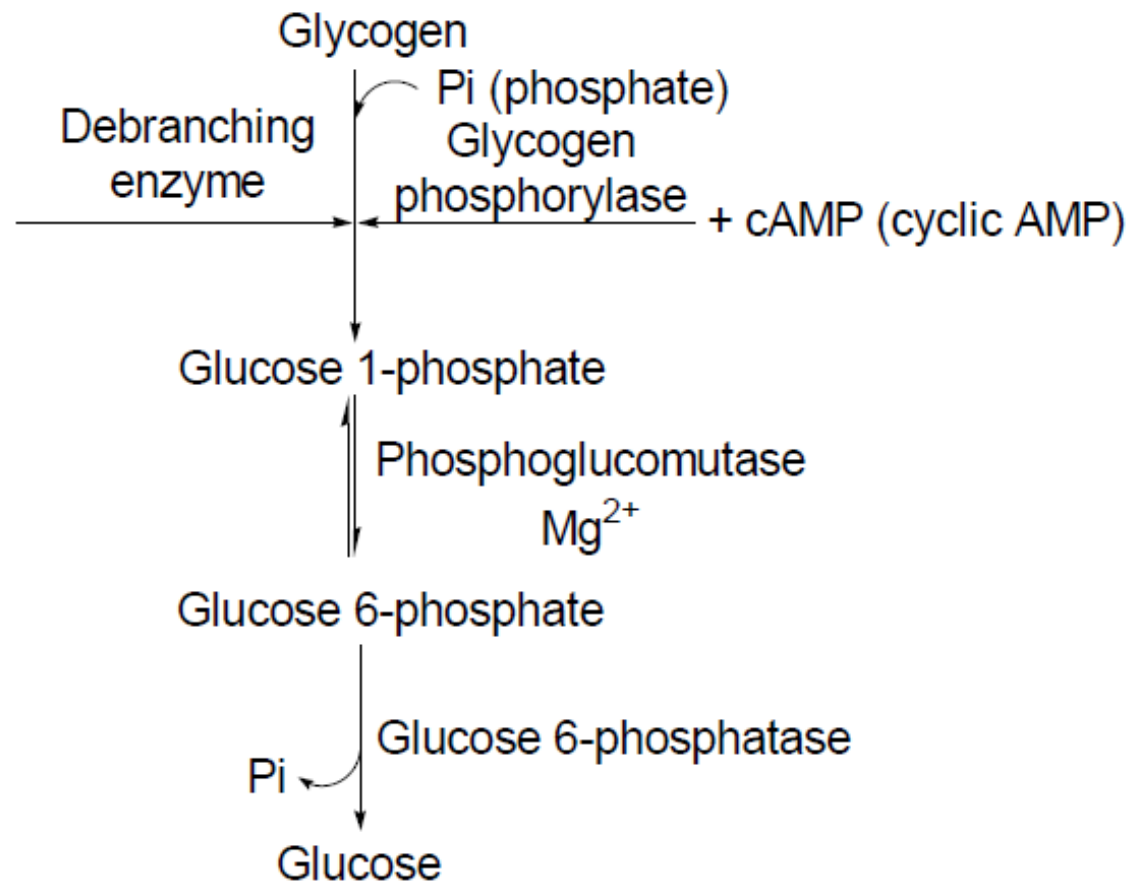 Glycogen
Pi (phosphate)
Debranching
enzyme
Glycogen
phosphorylase
+ cAMP (cyclic AMP)
Glucose 1-phosphate
Phosphoglucomutase
Mg²⁺
Glucose 6-phosphate
Glucose 6-phosphatase
Pi
Glucose